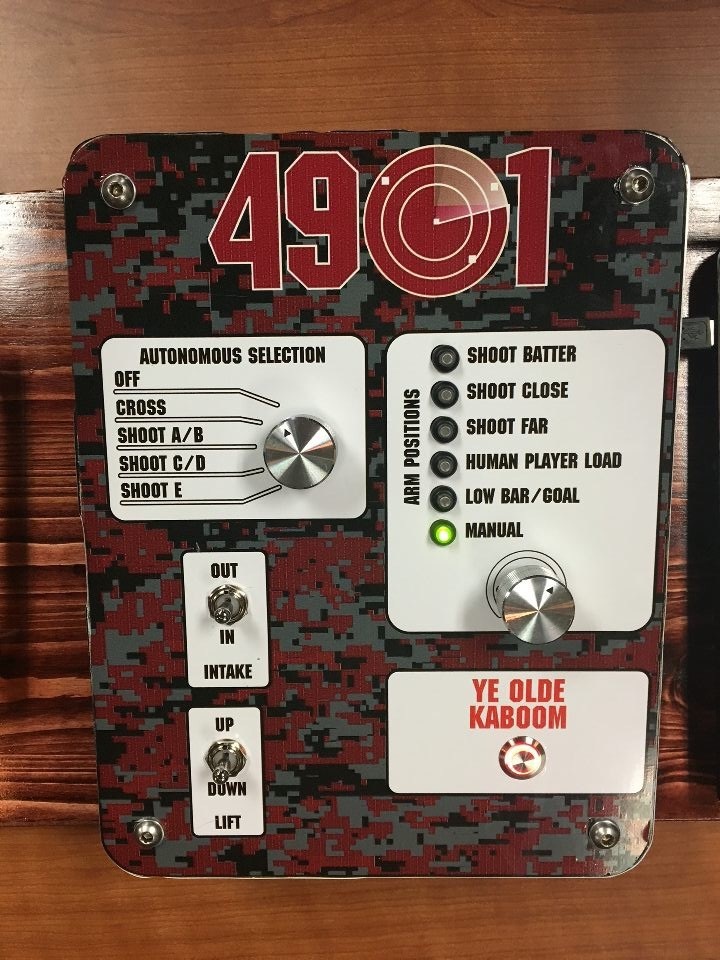 4901
AUTONOMOUS SELECTION
OFF
CROSS
SHOOT A/B
SHOOT C/D
SHOOT E
ARM POSITIONS
SHOOT BATTER
SHOOT CLOSE
SHOOT FAR
HUMAN PLAYER LOAD
LOW BAR/GOAL
MANUAL
OUT
IN
INTAKE
UP
DOWN
LIFT
YE OLDE
KABOOM